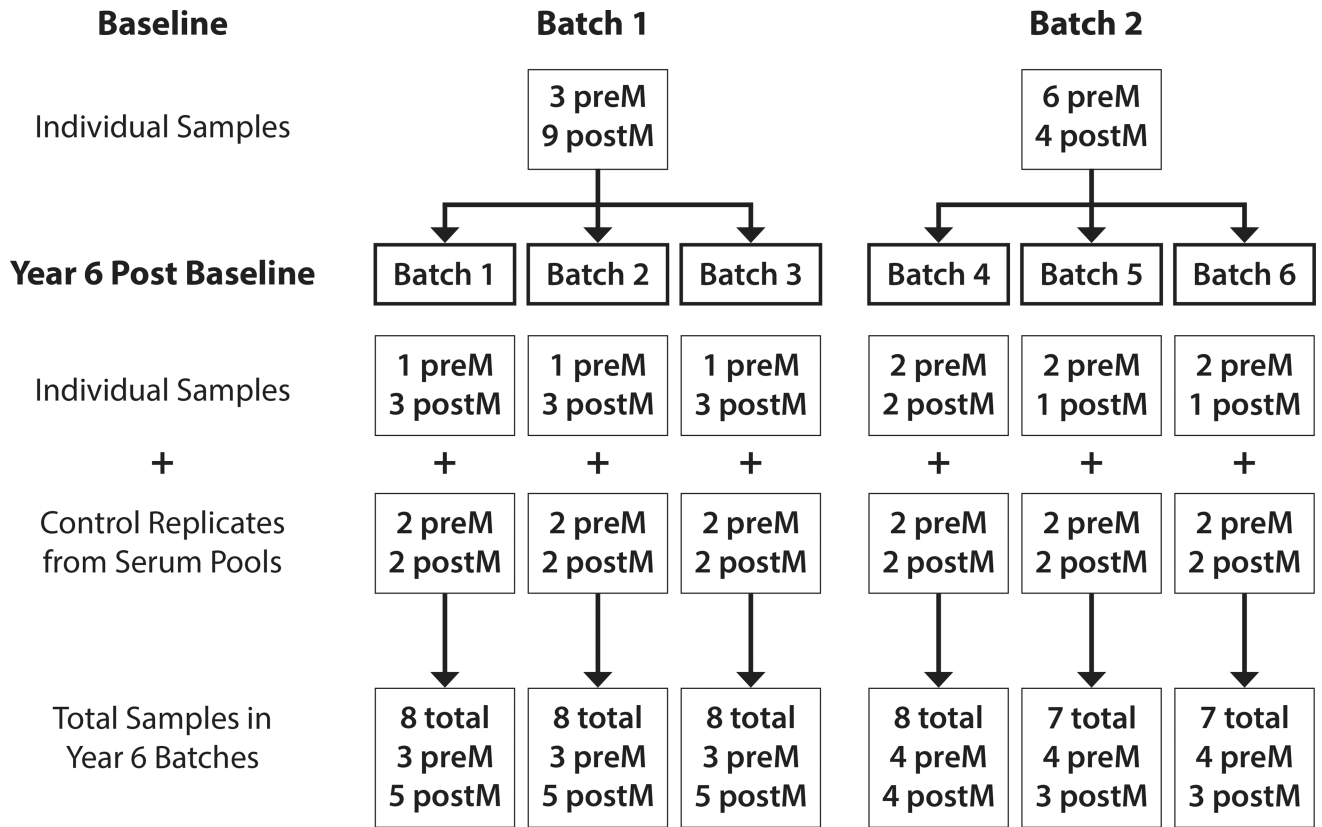 Baseline Batch 1 Batch 2
Individual Samples
3 preM
9 postM
6 preM
4 postM
Year 6 Post Baseline Batch 1 Batch 2 Batch 3 Batch 4 Batch 5 Batch 6
Individual Samples
1 preM
3 postM
1 preM
3 postM
1 preM
3 postM
2 preM
2 postM
2 preM
1 postM
2 preM
1 postM
+ + + + + + +
Control Replicates
from Serum Pools
2 preM
2 postM
2 preM
2 postM
2 preM
2 postM
2 preM
2 postM
2 preM
2 postM
2 preM
2 postM
Total Samples in
Year 6 Batches
8 total
3 preM
5 postM
8 total
3 preM
5 postM
8 total
3 preM
5 postM
8 total
4 preM
4 postM
7 total
4 preM
3 postM
7 total
4 preM
3 postM